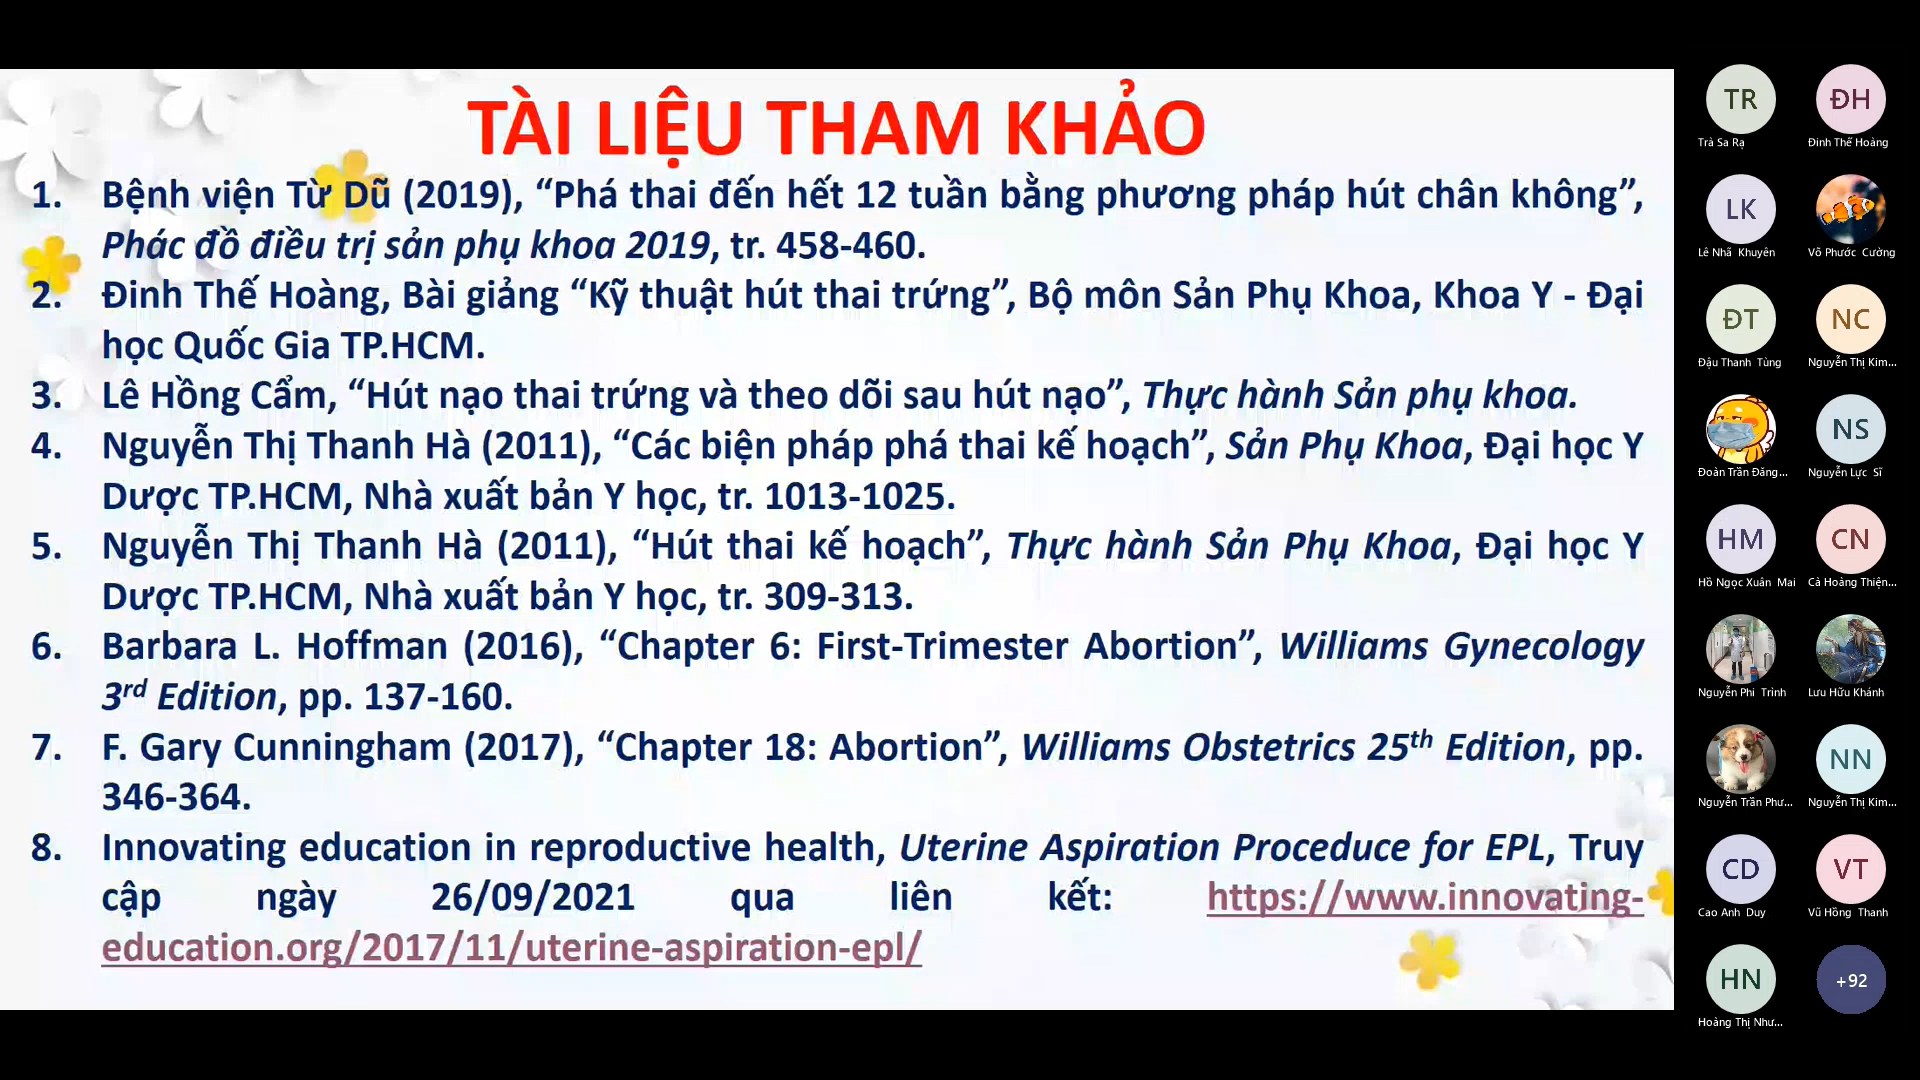 TÀI LIỆU THAM KHẢO
1. Bệnh viện Từ Dũ (2019), “Phá thai đến hết 12 tuần bằng phương pháp hút chân không”,
Phác đồ điều trị sản phụ khoa 2019, tr. 458-460.
2. Đinh Thế Hoàng, Bài giảng “Kỹ thuật hút thai trứng”, Bộ môn Sản Phụ Khoa, Khoa Y - Đại
học Quốc Gia TP.HCM.
3. Lê Hồng Cẩm, “Hút nạo thai trứng và theo dõi sau hút nạo”, Thực hành Sản phụ khoa.
4. Nguyễn Thị Thanh Hà (2011), “Các biện pháp phá thai kế hoạch”, Sản Phụ Khoa, Đại học Y
Dược TP.HCM, Nhà xuất bản Y học, tr. 1013-1025.
5. Nguyễn Thị Thanh Hà (2011), “Hút thai kế hoạch”, Thực hành Sản Phụ Khoa, Đại học Y
Dược TP.HCM, Nhà xuất bản Y học, tr. 309-313.
6. Barbara L. Hoffman (2016), “Chapter 6: First-Trimester Abortion”, Williams Gynecology
3rd Edition, pp. 137-160.
7. F. Gary Cunningham (2017), “Chapter 18: Abortion”, Williams Obstetrics 25th Edition, pp.
346-364.
8. Innovating education in reproductive health, Uterine Aspiration Proceduce for EPL, Truy
cập ngày 26/09/2021 qua liên kết: https://www.innovating-
education.org/2017/11/uterine-aspiration-epl/
TR ĐH
Trà Sa Rạ Đinh Thế Hoàng
LK
Lê Nhã Khuyên Võ Phước Cường
ĐT NC
Đậu Thanh Tùng Nguyễn Thị Kim...
NS
Đoàn Trần Đăng... Nguyễn Lực Sĩ
HM CN
Hồ Ngọc Xuân Mai Cà Hoàng Thiện...
Nguyễn Phi Trinh Lưu Hữu Khánh
NN
Nguyễn Trần Phư... Nguyễn Thị Kim...
CD VT
Cao Anh Duy Vũ Hồng Thanh
HN +92
Hoàng Thị Như...